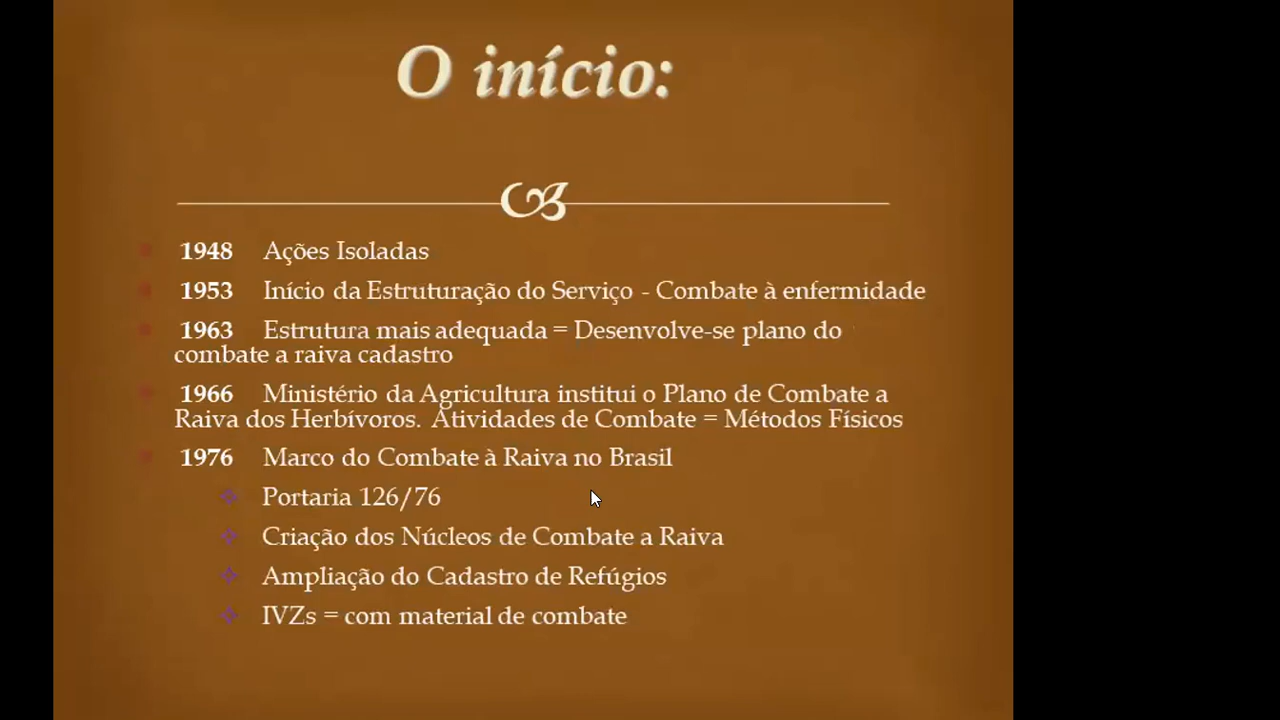 O início:
1948 Ações Isoladas
1953 Início da Estruturação do Serviço - Combate à enfermidade
1963 Estrutura mais adequada = Desenvolve-se plano do
combate a raiva cadastro
1966 Ministério da Agricultura institui o Plano de Combate a
Raiva dos Herbívoros. Atividades de Combate = Métodos Físicos
1976 Marco do Combate à Raiva no Brasil
Portaria 126/76
Criação dos Núcleos de Combate a Raiva
Ampliação do Cadastro de Refúgios
IVZs = com material de combate